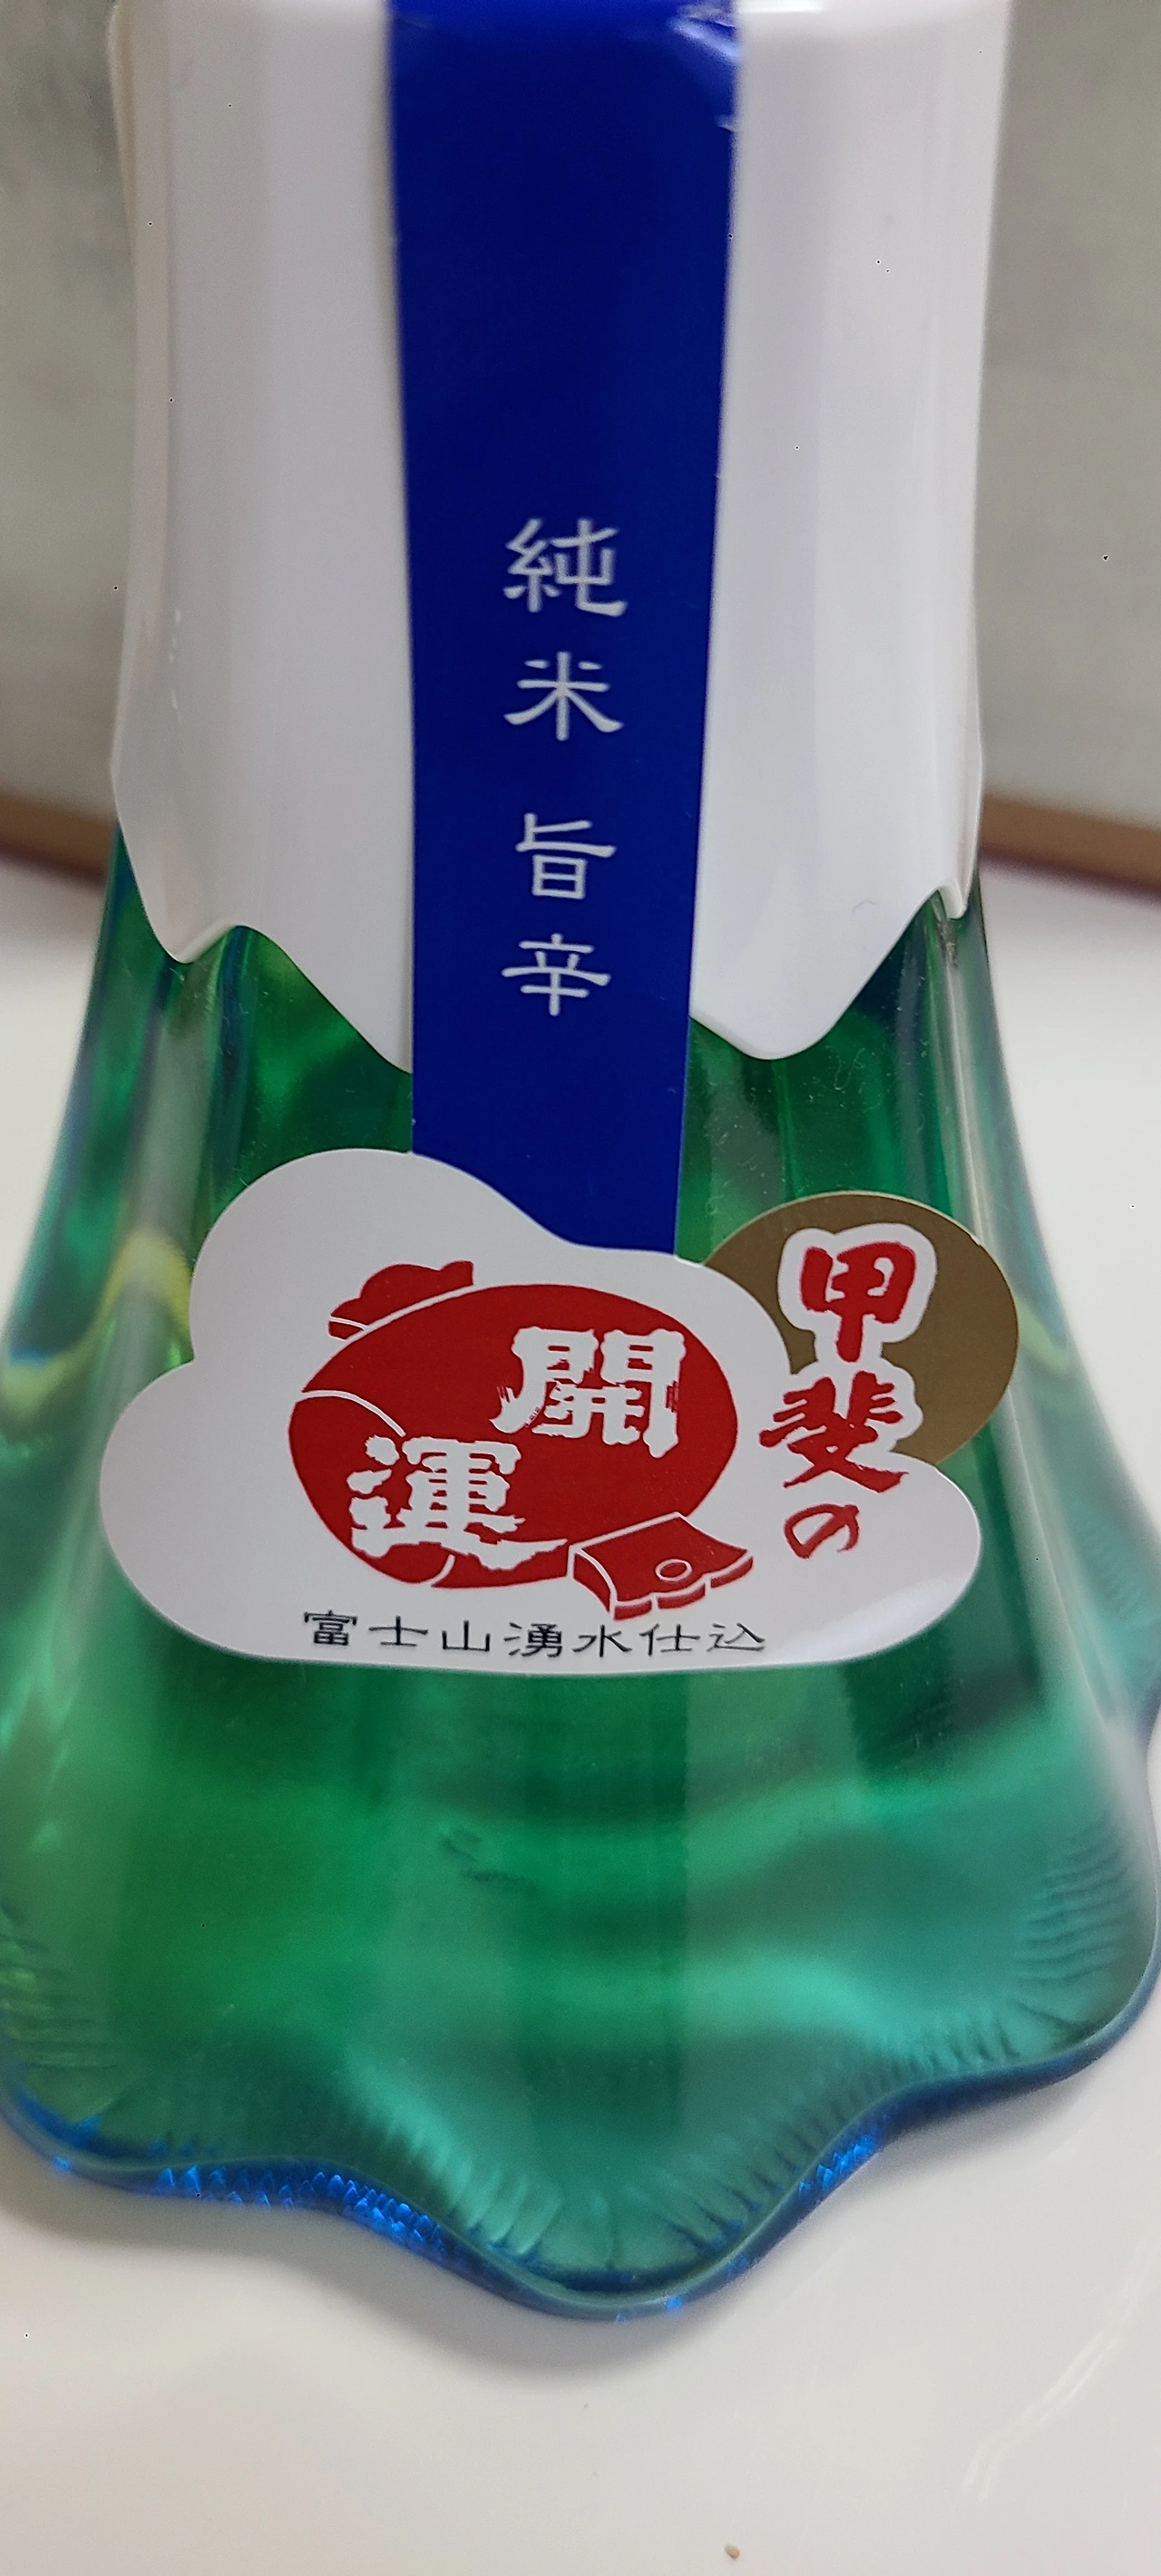 純米 旨辛
甲斐の
開運
富士山湧水仕込